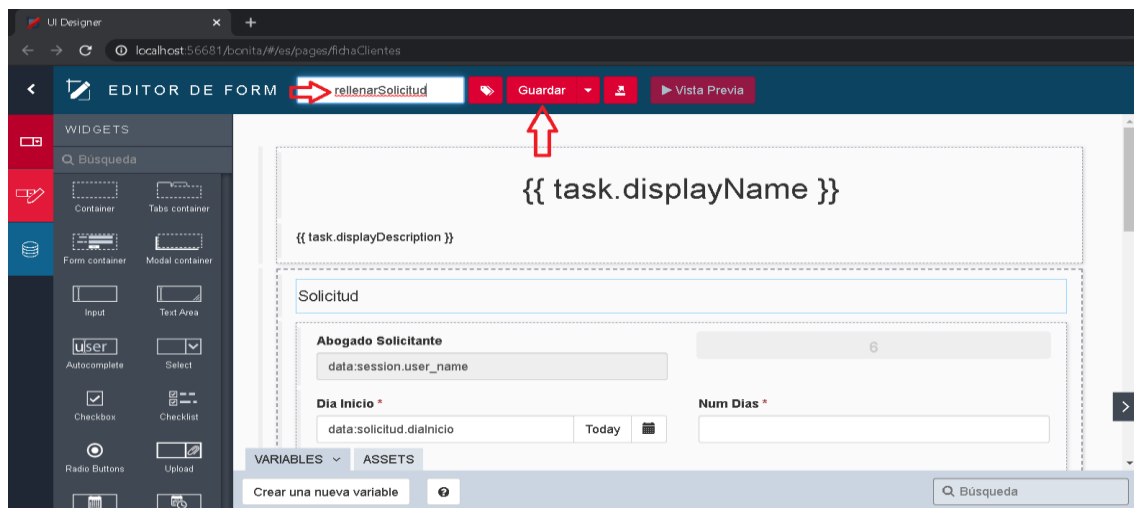 UI Designer
localhost:56681/bonita/#/es/pages/fichaClientes
EDITOR DE FORM
rellenarSolicitud
Guardar
Vista Previa
WIDGETS
Búsqueda
Container
Tabs container
Form container
Modal container
Input
Text Area
user
Autocomplete
Select
Checkbox
Checklist
Radio Buttons
Upload
{{ task.displayName }}
{{ task.displayDescription }}
Solicitud
Abogado Solicitante
6
data:session.user_name
Dia Inicio *
Num Dias *
data:solicitud.diaInicio
Today
VARIABLES
ASSETS
Crear una nueva variable
Búsqueda